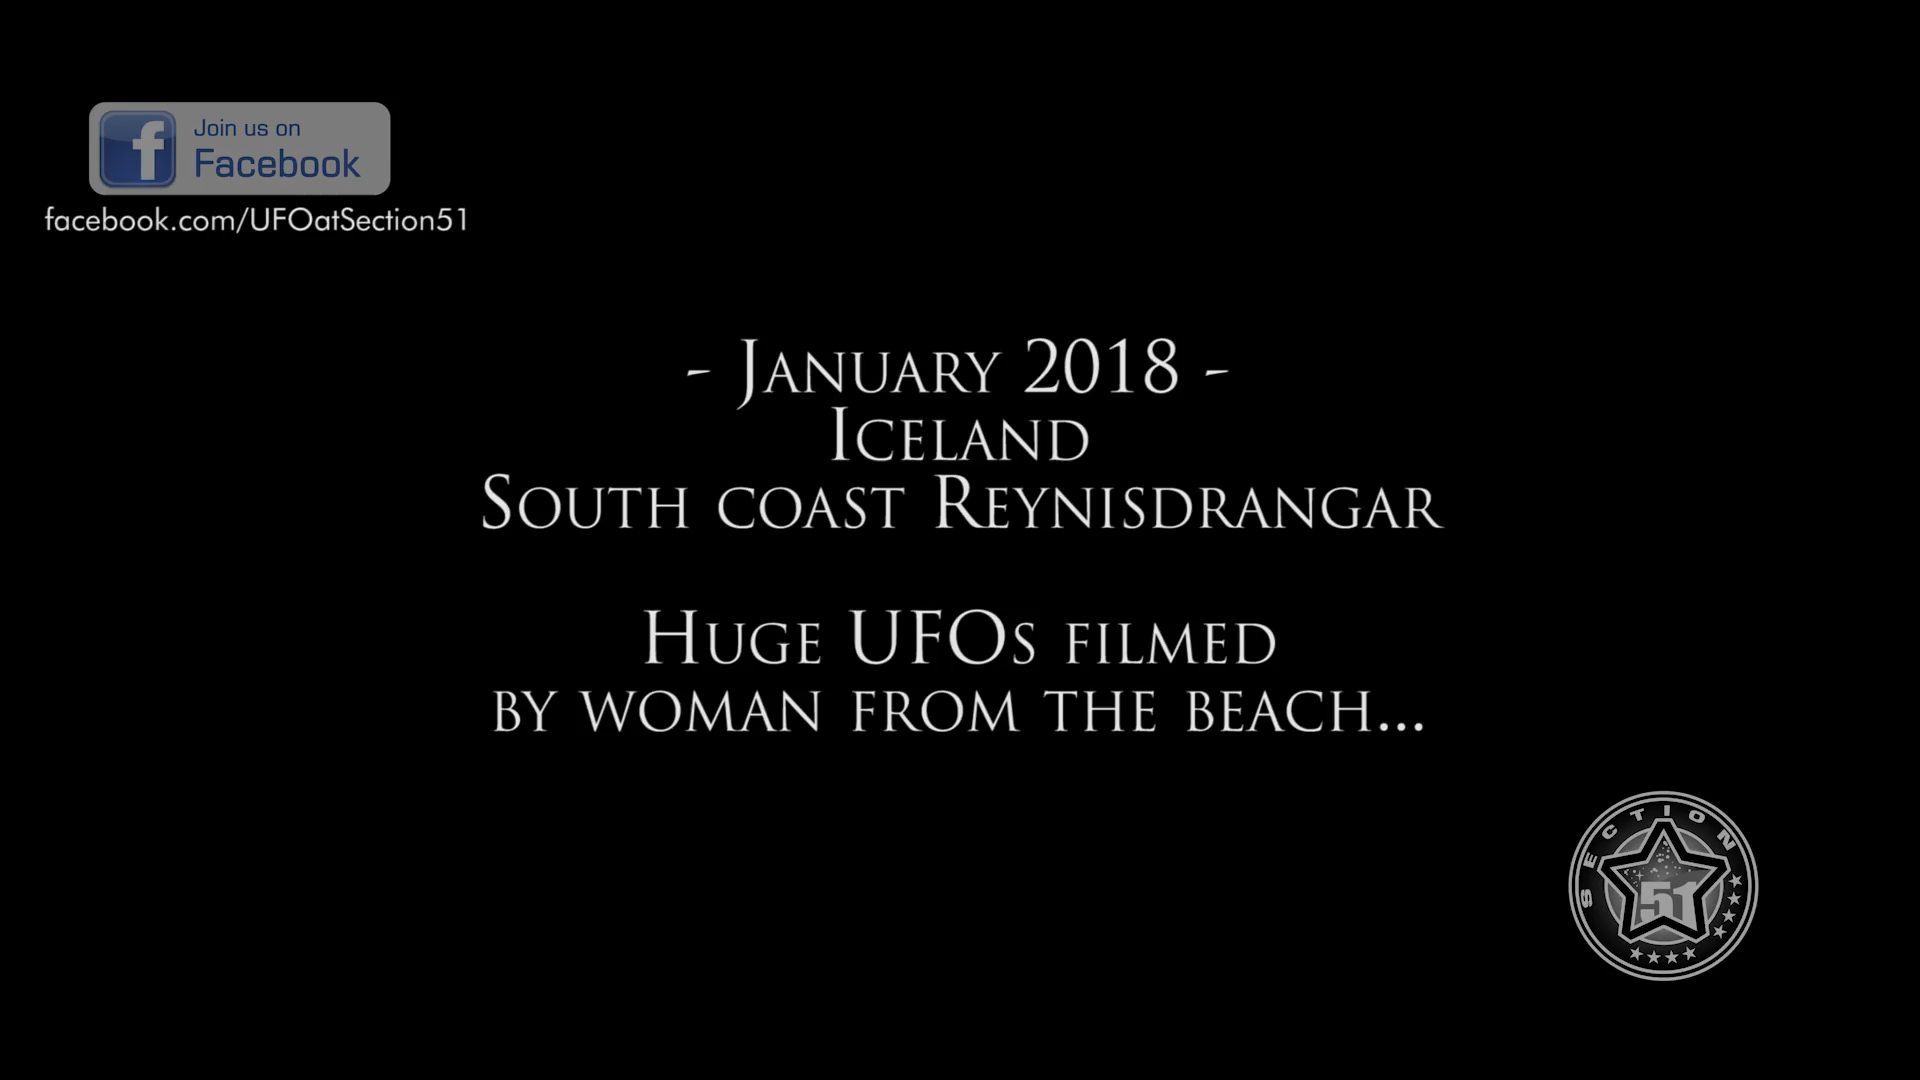 Join us on
Facebook
facebook.com/UFOatSection51
- January 2018 -
Iceland
South coast Reynisdrangar
Huge UFOs filmed
by woman from the beach...
SECTION
51